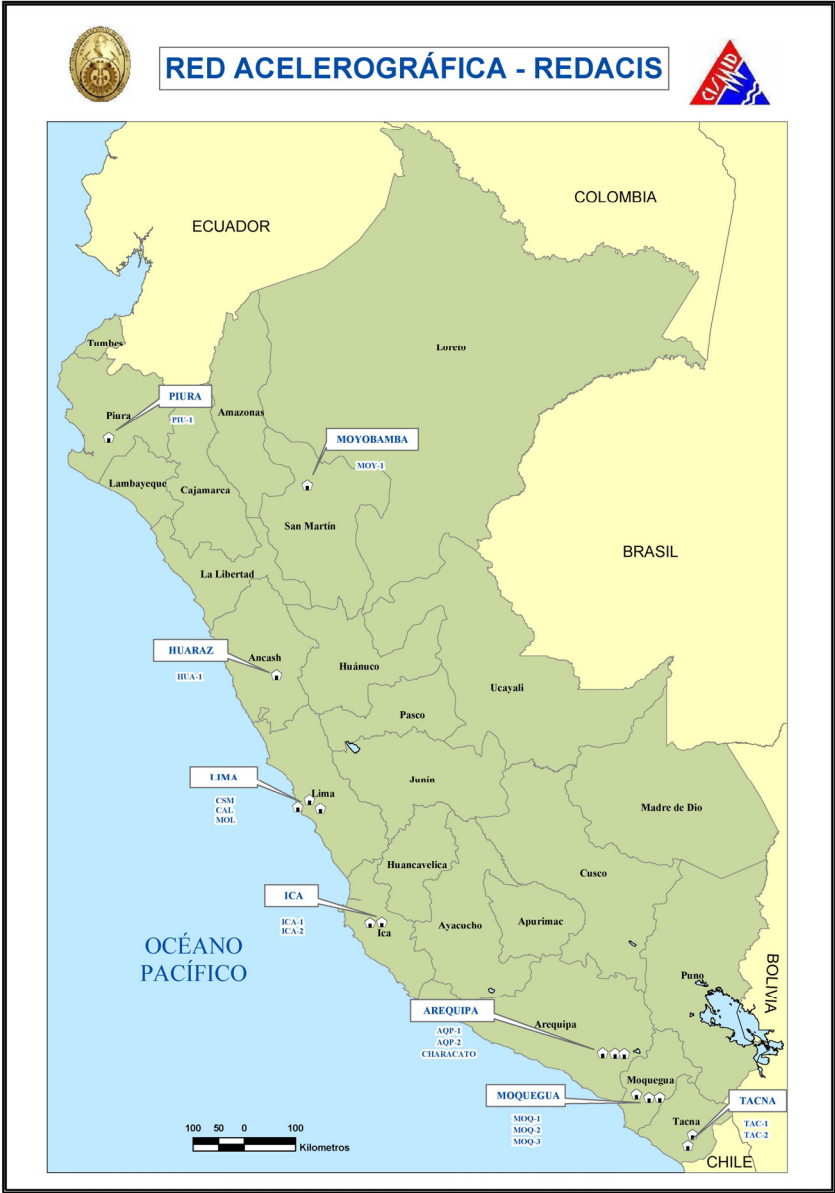 RED ACELEROGRÁFICA - REDACIS
CISMID
COLOMBIA
ECUADOR
Tumbes
Loreto
PIURA
Piura
PIU-1
Amazonas
MOYOBAMBA
MOY-1
Lambayeque
Cajamarca
San Martín
BRASIL
La Libertad
HUARAZ
Ancash
HUA-1
Huánuco
Ucayali
Pasco
LIMA
Lima
CSM
CAL
MOL
Junín
Madre de Dio
Huancavelica
Cusco
ICA
ICA-1
ICA-2
Ica
Ayacucho
Apurímac
OCÉANO
PACÍFICO
Puno
BOLIVIA
AREQUIPA
AQP-1
AQP-2
CHARACATO
Arequipa
Moquegua
MOQUEGUA
MOQ-1
MOQ-2
MOQ-3
TACNA
TAC-1
TAC-2
Tacna
CHILE
100 50 0 100
Kilometros